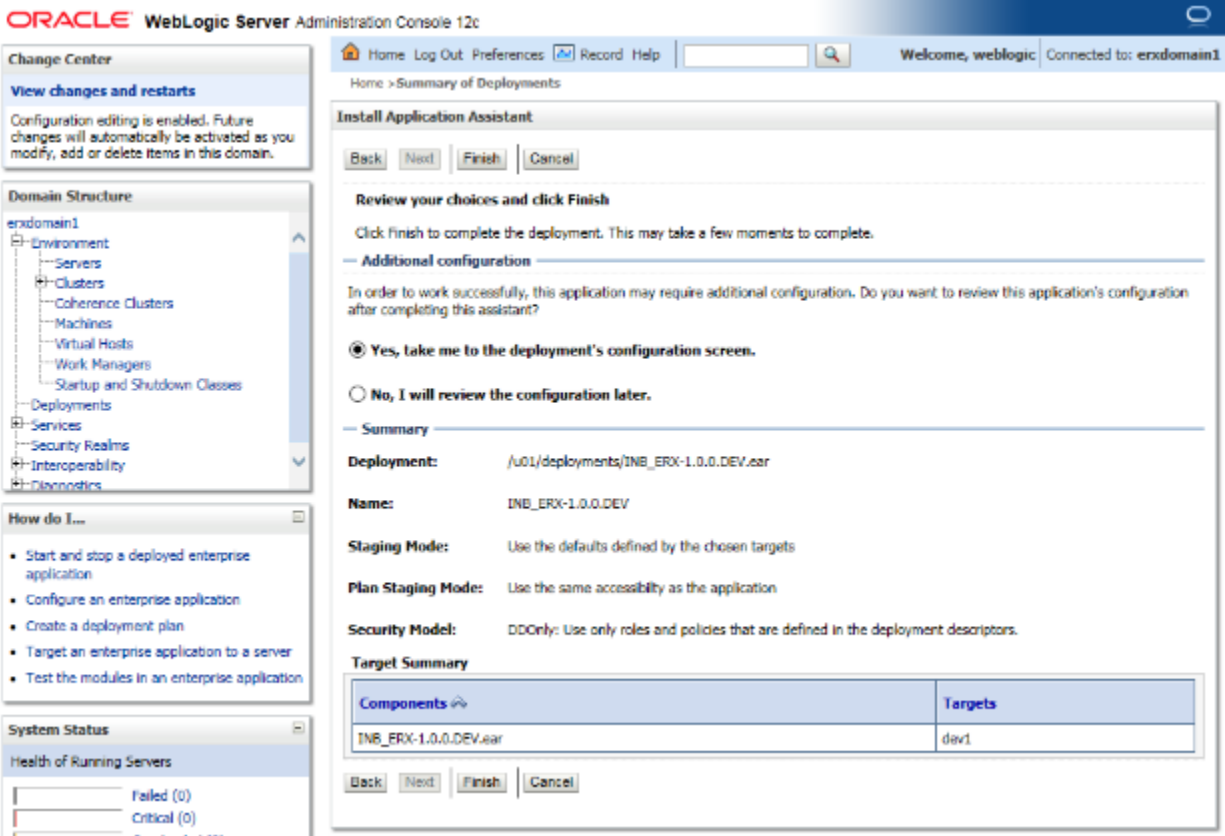 ORACLE WebLogic Server Administration Console 12c
Change Center
View changes and restarts
Configuration editing is enabled. Future
changes will automatically be activated as you
modify, add or delete items in this domain.
Domain Structure
erxdomain1
Environment
Servers
Clusters
Coherence Clusters
Machines
Virtual Hosts
Work Managers
Startup and Shutdown Classes
Deployments
Services
Security Realms
Interoperability
Diagnostics
How do I...
Start and stop a deployed enterprise
application
Configure an enterprise application
Create a deployment plan
Target an enterprise application to a server
Test the modules in an enterprise application
System Status
Health of Running Servers
Failed (0)
Critical (0)
Home Log Out Preferences Record Help
Welcome, weblogic Connected to: erxdomain1
Home >Summary of Deployments
Install Application Assistant
Back Next Finish Cancel
Review your choices and click Finish
Click Finish to complete the deployment. This may take a few moments to complete.
Additional configuration
In order to work successfully, this application may require additional configuration. Do you want to review this application's configuration
after completing this assistant?
Yes, take me to the deployment's configuration screen.
No, I will review the configuration later.
Summary
Deployment: /u01/deployments/INB_ERX-1.0.0.DEV.ear
Name: INB_ERX-1.0.0.DEV
Staging Mode: Use the defaults defined by the chosen targets
Plan Staging Mode: Use the same accessibilty as the application
Security Model: DDOnly: Use only roles and policies that are defined in the deployment descriptors.
Target Summary
Components Targets
INB_ERX-1.0.0.DEV.ear dev1
Back Next Finish Cancel